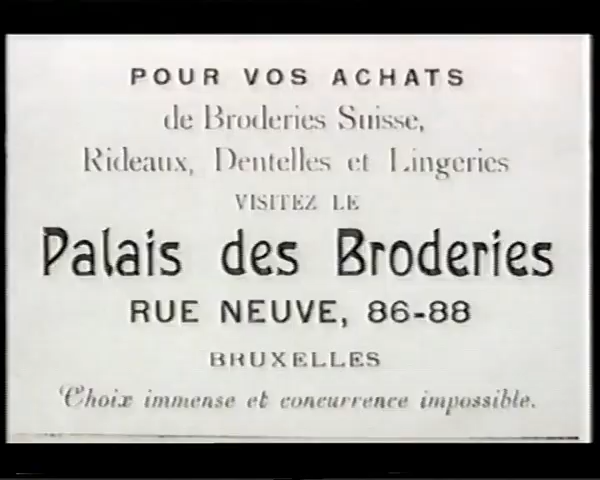 POUR VOS ACHATS
de Broderies Suisse,
Rideaux, Dentelles et Lingeries
VISITEZ LE
Palais des Broderies
RUE NEUVE, 86-88
BRUXELLES
Choix immense et concurrence impossible.